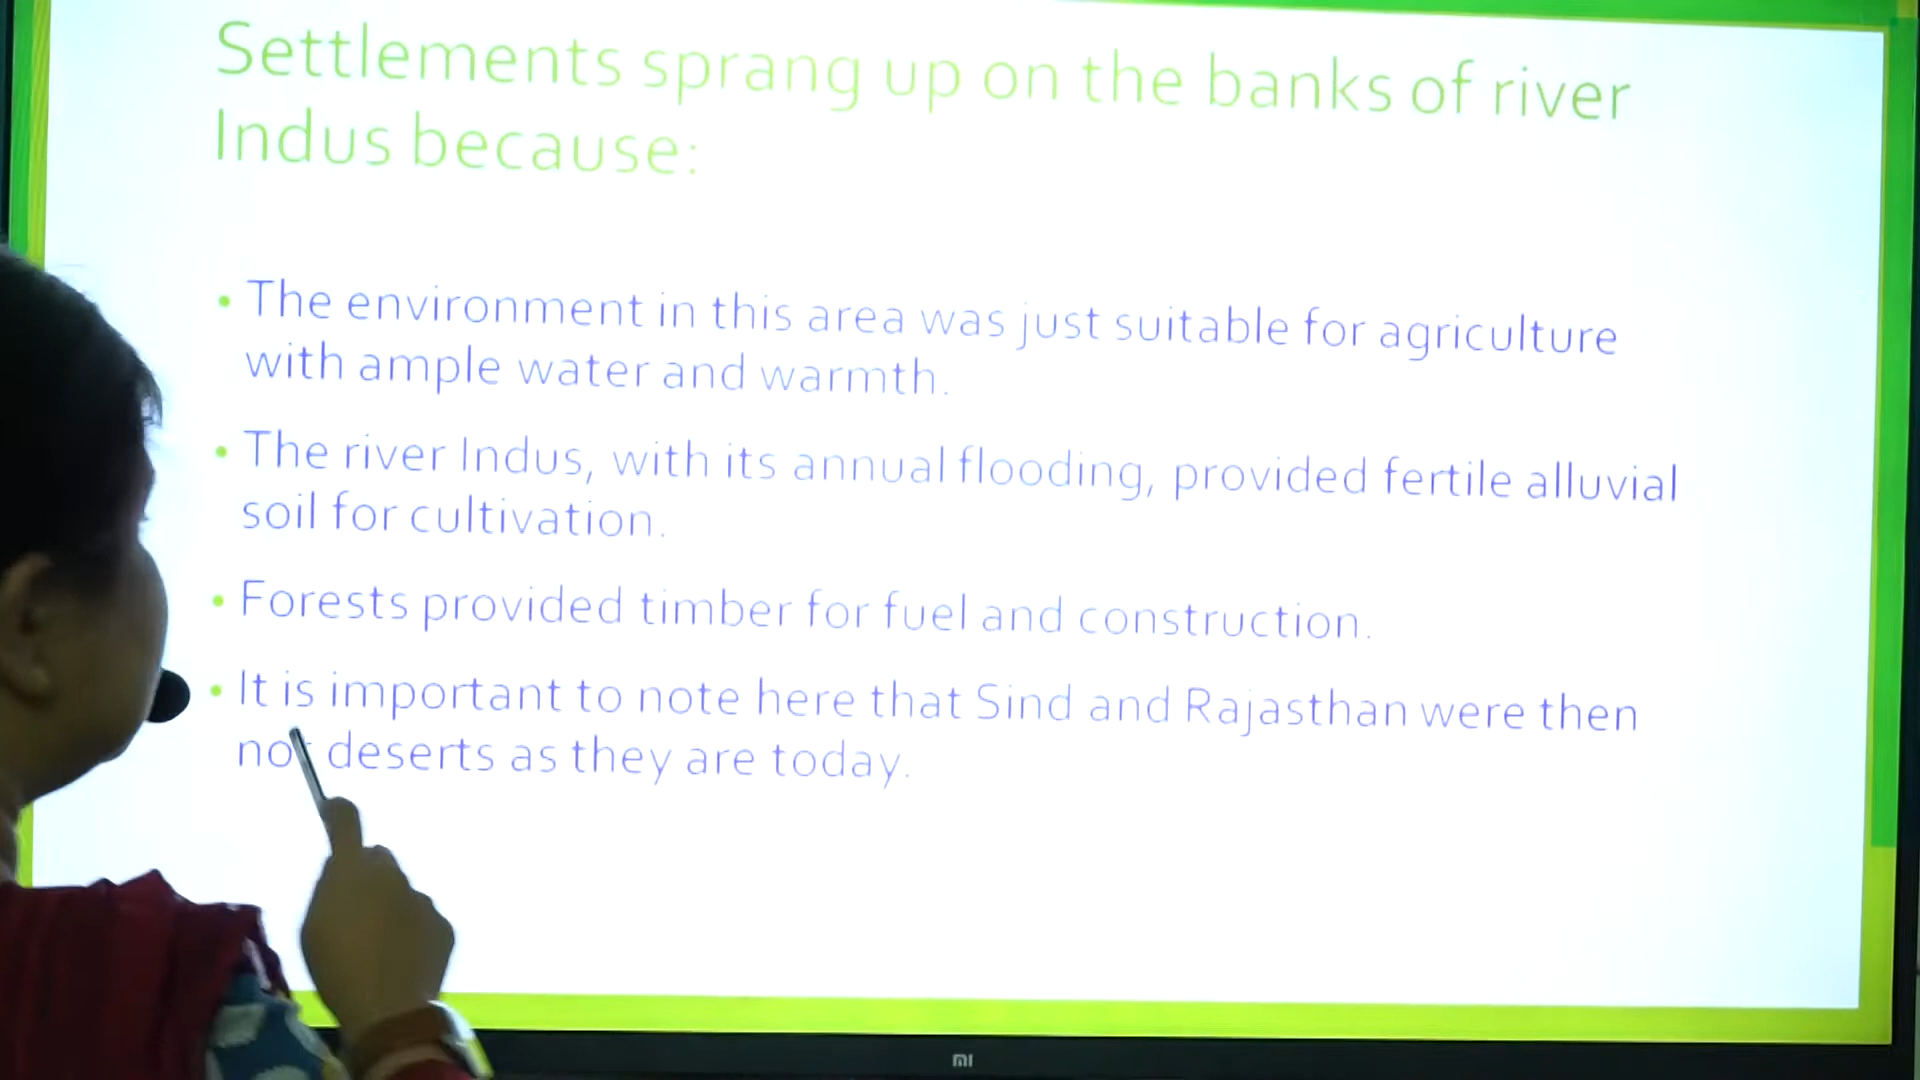 Settlements sprang up on the banks of river
Indus because:
• The environment in this area was just suitable for agriculture
with ample water and warmth.
• The river Indus, with its annual flooding, provided fertile alluvial
soil for cultivation.
• Forests provided timber for fuel and construction.
• It is important to note here that Sind and Rajasthan were then
not deserts as they are today.
mi